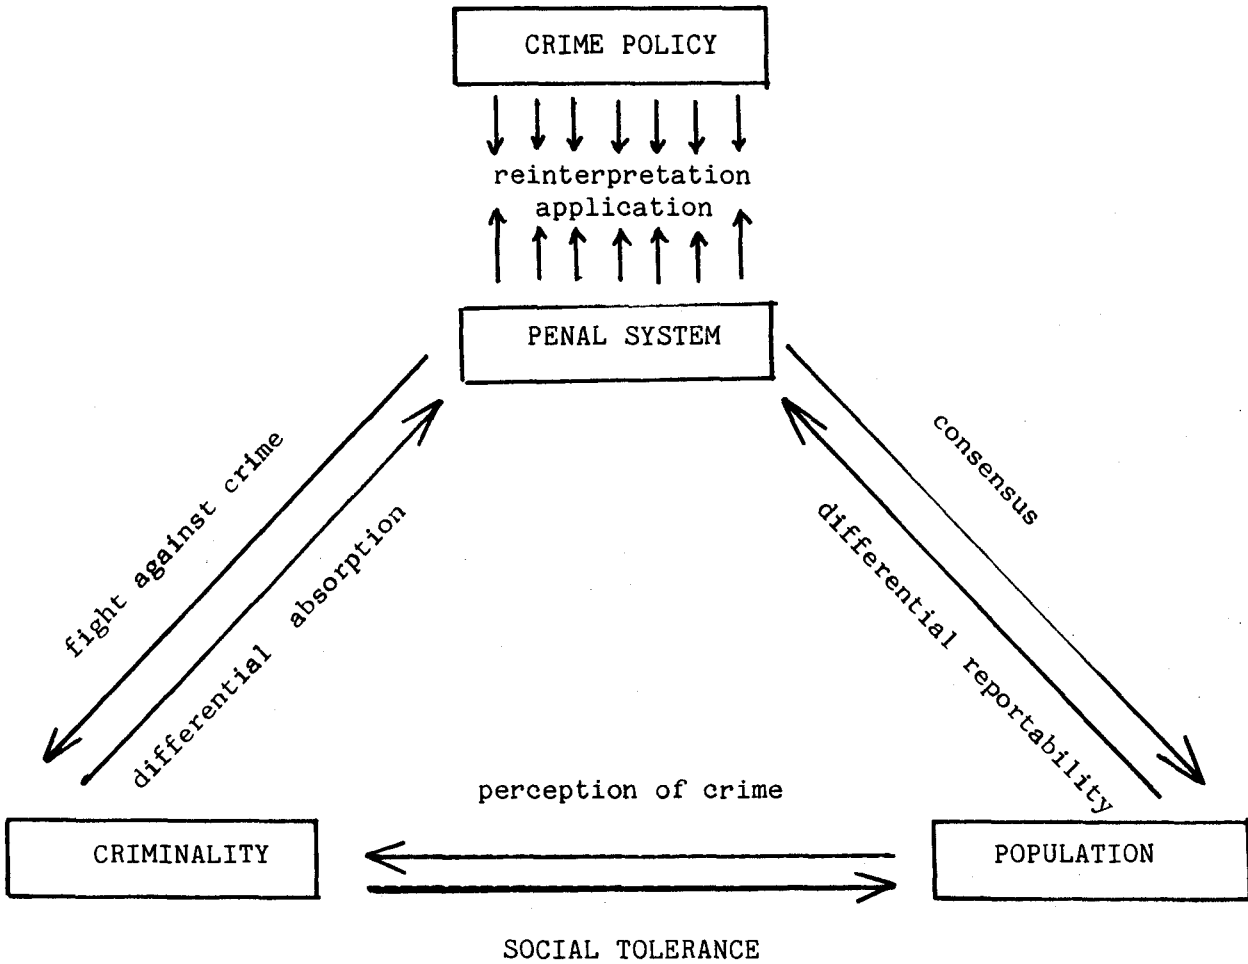 CRIME POLICY
reinterpretation
application
PENAL SYSTEM
fight against crime
differential absorption
consensus
differential reportability
perception of crime
CRIMINALITY
POPULATION
SOCIAL TOLERANCE